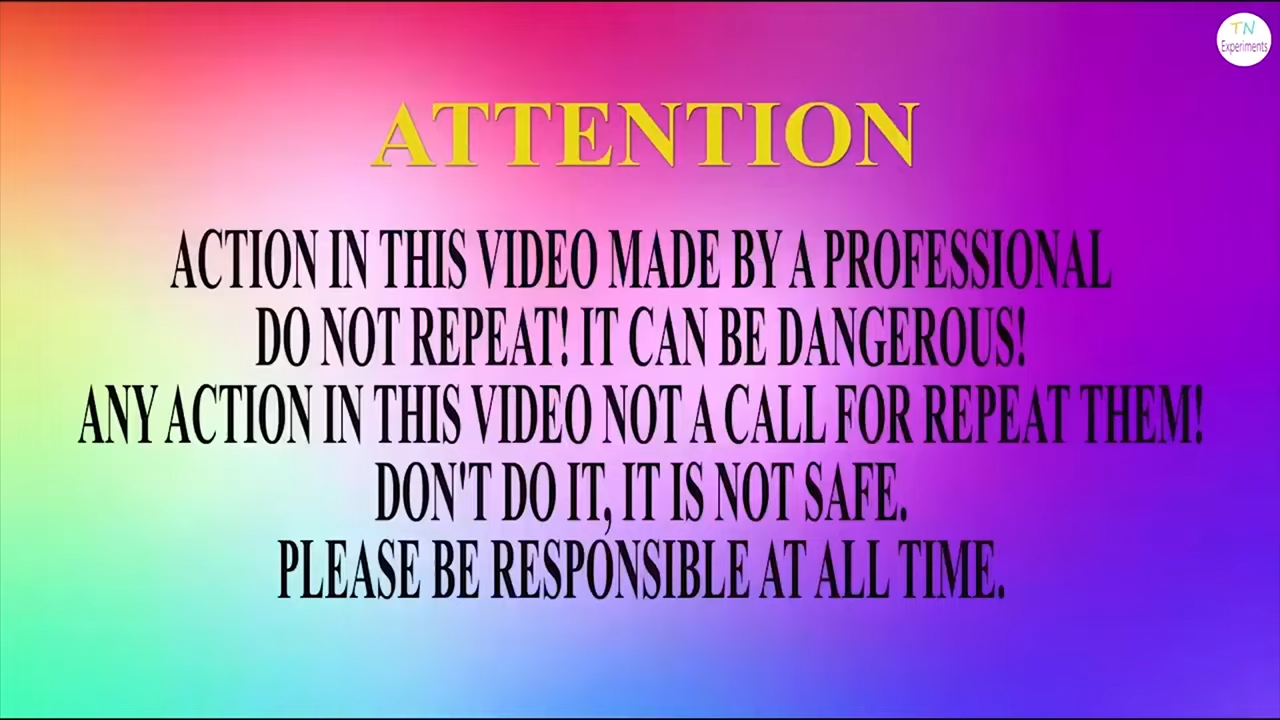 TN
Experiments
ATTENTION
ACTION IN THIS VIDEO MADE BY A PROFESSIONAL
DO NOT REPEAT! IT CAN BE DANGEROUS!
ANY ACTION IN THIS VIDEO NOT A CALL FOR REPEAT THEM!
DON'T DO IT, IT IS NOT SAFE.
PLEASE BE RESPONSIBLE AT ALL TIME.